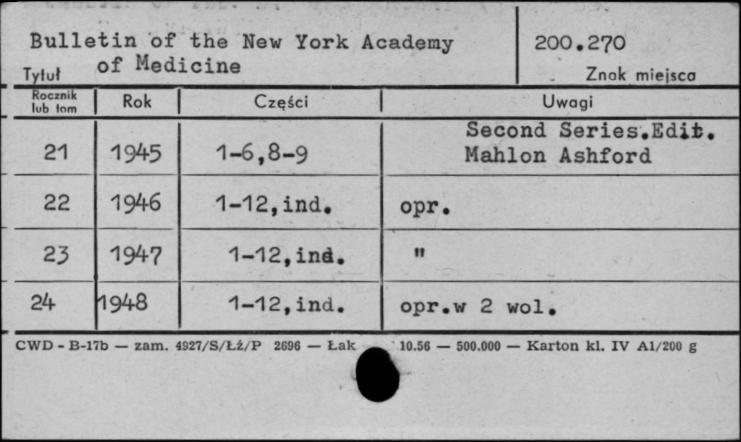 Bulletin of the New York Academy
of Medicine
Tytuł
200.270
Znak miejsca
Rocznik lub tom Rok Części Uwagi
Second Series.Edit.
21 1945 1-6,8-9 Mahlon Ashford
22 1946 1-12,ind. opr.
23 1947 1-12,ind. "
24 1948 1-12,ind. opr.w 2 wol.
CWD - B-17b — zam. 4927/S/Łź/P 2696 — Łak 10.56 — 500.000 — Karton kl. IV A1/200 g